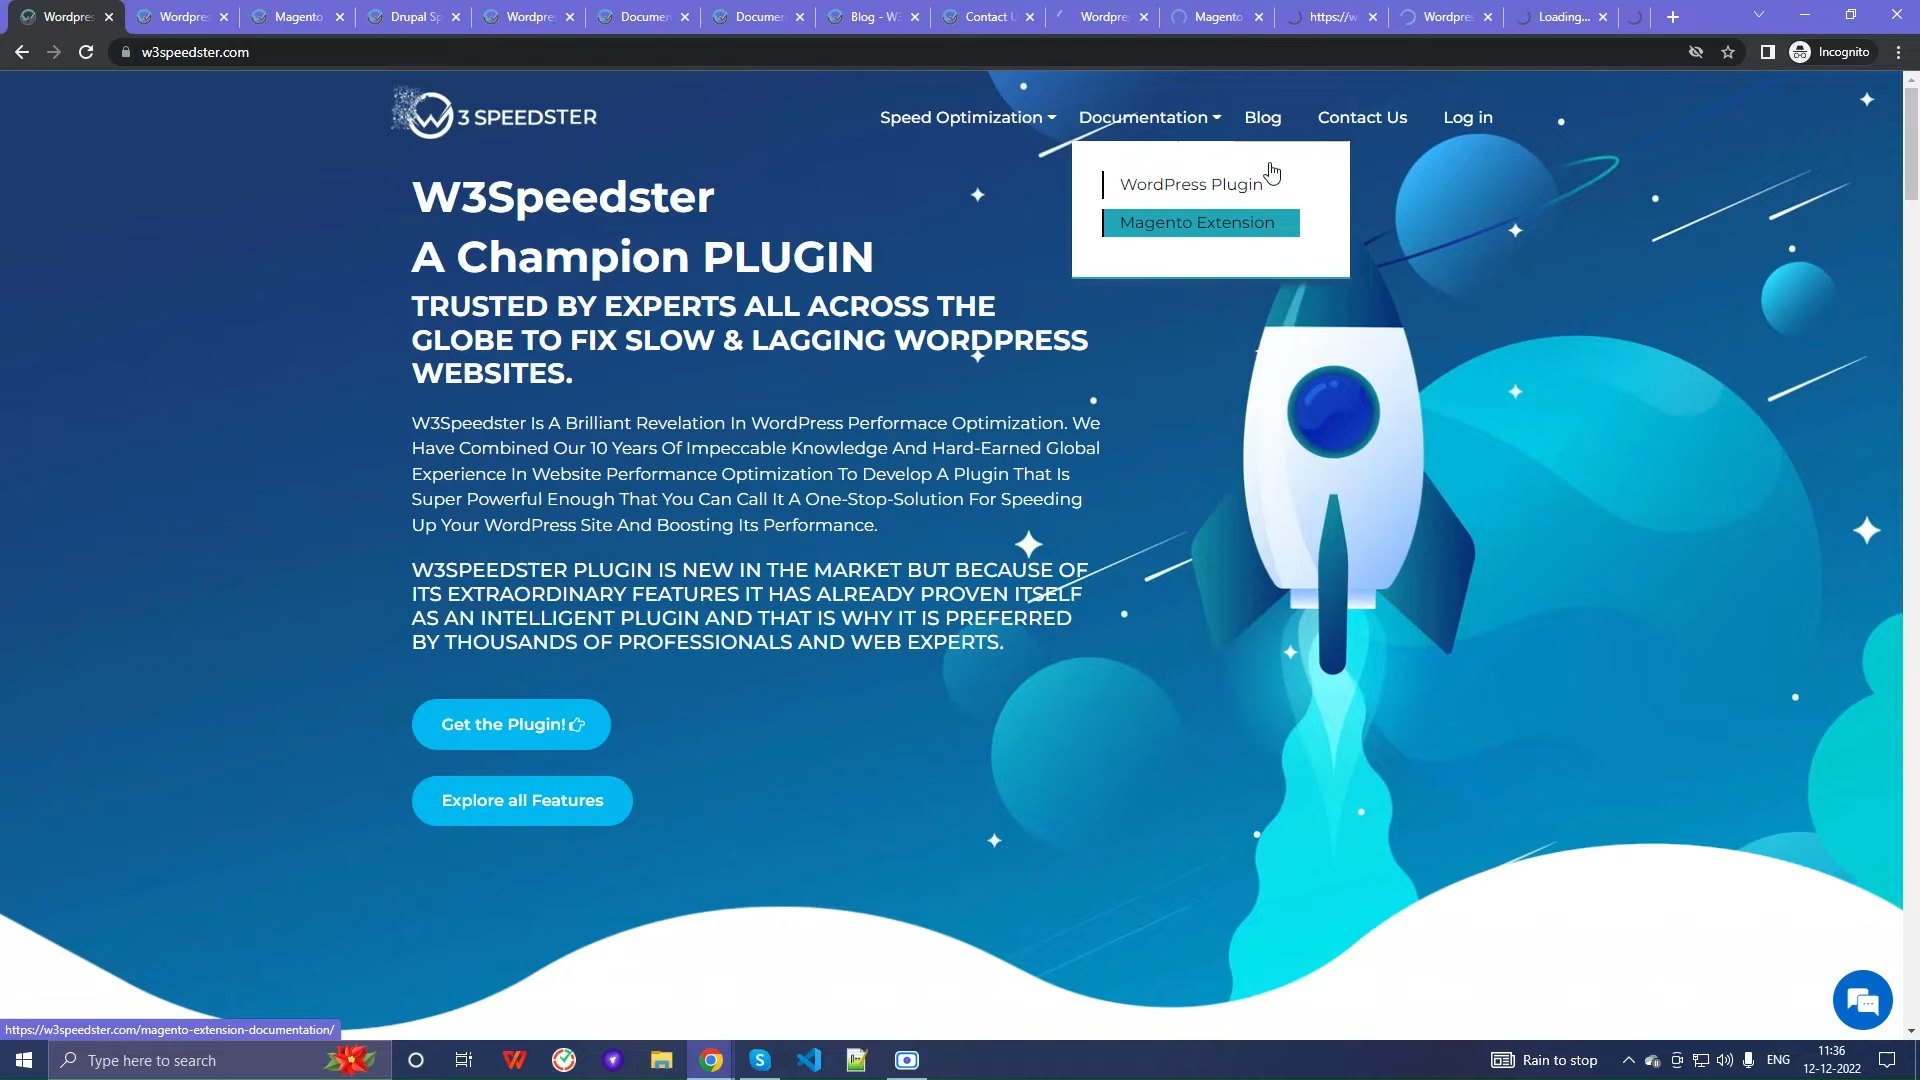 Wordpres
Wordpres
Magento
Drupal Sp
Wordpres
Documen
Documen
Blog - W3
Contact U
Wordpres
Magento
https://w
Wordpres
Loading...
w3speedster.com
Incognito
3 SPEEDSTER
Speed Optimization
Documentation
Blog
Contact Us
Log in
WordPress Plugin
Magento Extension
W3Speedster
A Champion PLUGIN
TRUSTED BY EXPERTS ALL ACROSS THE
GLOBE TO FIX SLOW & LAGGING WORDPRESS
WEBSITES.
W3Speedster Is A Brilliant Revelation In WordPress Performace Optimization. We
Have Combined Our 10 Years Of Impeccable Knowledge And Hard-Earned Global
Experience In Website Performance Optimization To Develop A Plugin That Is
Super Powerful Enough That You Can Call It A One-Stop-Solution For Speeding
Up Your WordPress Site And Boosting Its Performance.
W3SPEEDSTER PLUGIN IS NEW IN THE MARKET BUT BECAUSE OF
ITS EXTRAORDINARY FEATURES IT HAS ALREADY PROVEN ITSELF
AS AN INTELLIGENT PLUGIN AND THAT IS WHY IT IS PREFERRED
BY THOUSANDS OF PROFESSIONALS AND WEB EXPERTS.
Get the Plugin!
Explore all Features
https://w3speedster.com/magento-extension-documentation/
Type here to search
Rain to stop
ENG
11:36
12-12-2022